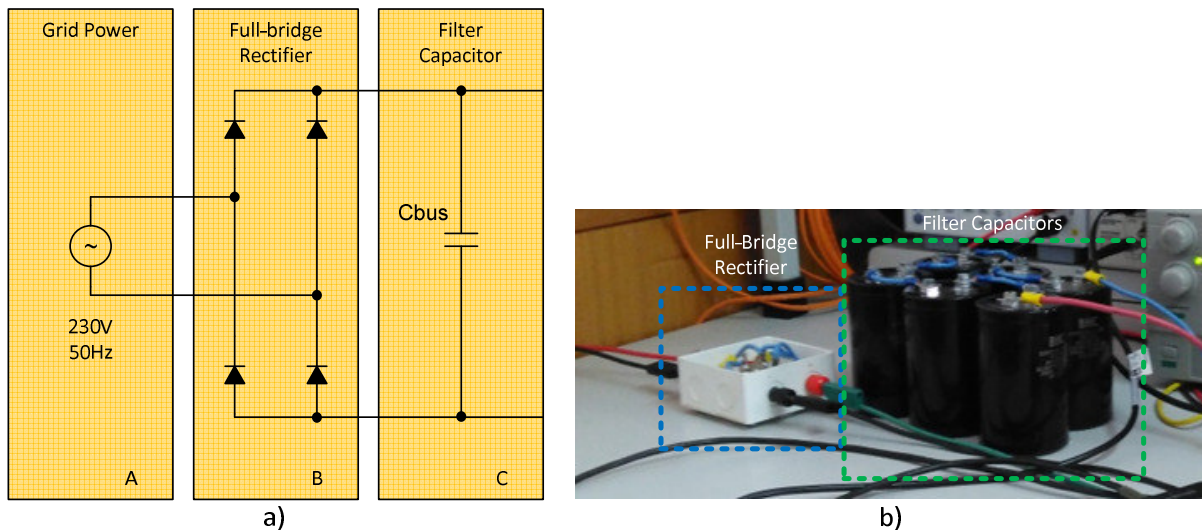 Grid Power
Full-bridge
Rectifier
Filter
Capacitor
Cbus
~
230V
50Hz
A
B
C
a)
Full-Bridge
Rectifier
Filter Capacitors
b)